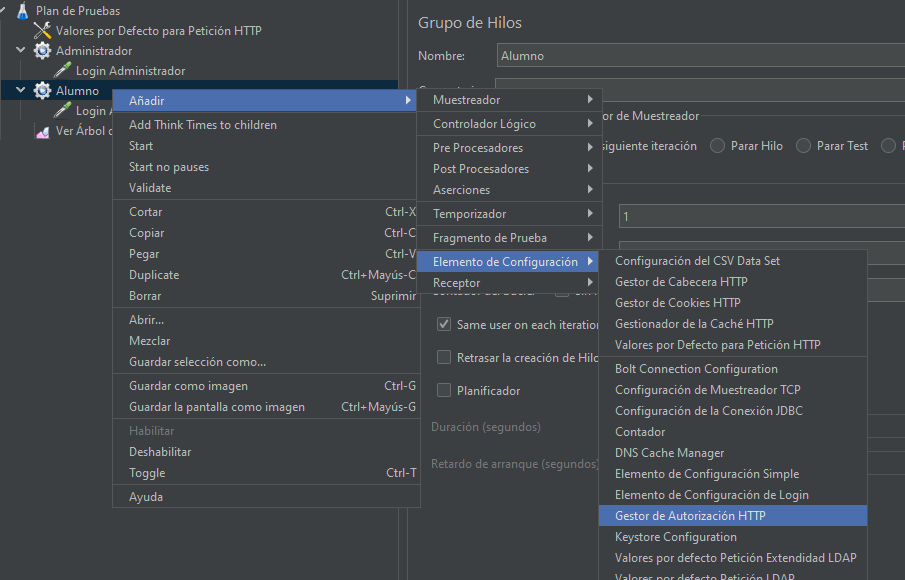 Plan de Pruebas
Valores por Defecto para Petición HTTP
Administrador
Login Administrador
Alumno
Login
Ver Árbol
Añadir
Add Think Times to children
Start
Start no pauses
Validate
Cortar Ctrl-X
Copiar Ctrl-C
Pegar Ctrl-V
Duplicate Ctrl+Mayús-C
Borrar Suprimir
Abrir...
Mezclar
Guardar selección como...
Guardar como imagen Ctrl-G
Guardar la pantalla como imagen Ctrl+Mayús-G
Habilitar
Deshabilitar
Toggle Ctrl-T
Ayuda
Muestreador
Controlador Lógico
Pre Procesadores
Post Procesadores
Aserciones
Temporizador
Fragmento de Prueba
Elemento de Configuración
Receptor
Configuración del CSV Data Set
Gestor de Cabecera HTTP
Gestor de Cookies HTTP
Gestionador de la Caché HTTP
Valores por Defecto para Petición HTTP
Bolt Connection Configuration
Configuración de Muestreador TCP
Configuración de la Conexión JDBC
Contador
DNS Cache Manager
Elemento de Configuración Simple
Elemento de Configuración de Login
Gestor de Autorización HTTP
Keystore Configuration
Valores por defecto Petición Extendidad LDAP
Valores por defecto Petición LDAP
Grupo de Hilos
Nombre: Alumno
or de Muestreador
siguiente iteración Parar Hilo Parar Test
1
Same user on each iteration
Retrasar la creación de Hilo
Planificador
Duración (segundos)
Retardo de arranque (segundos)